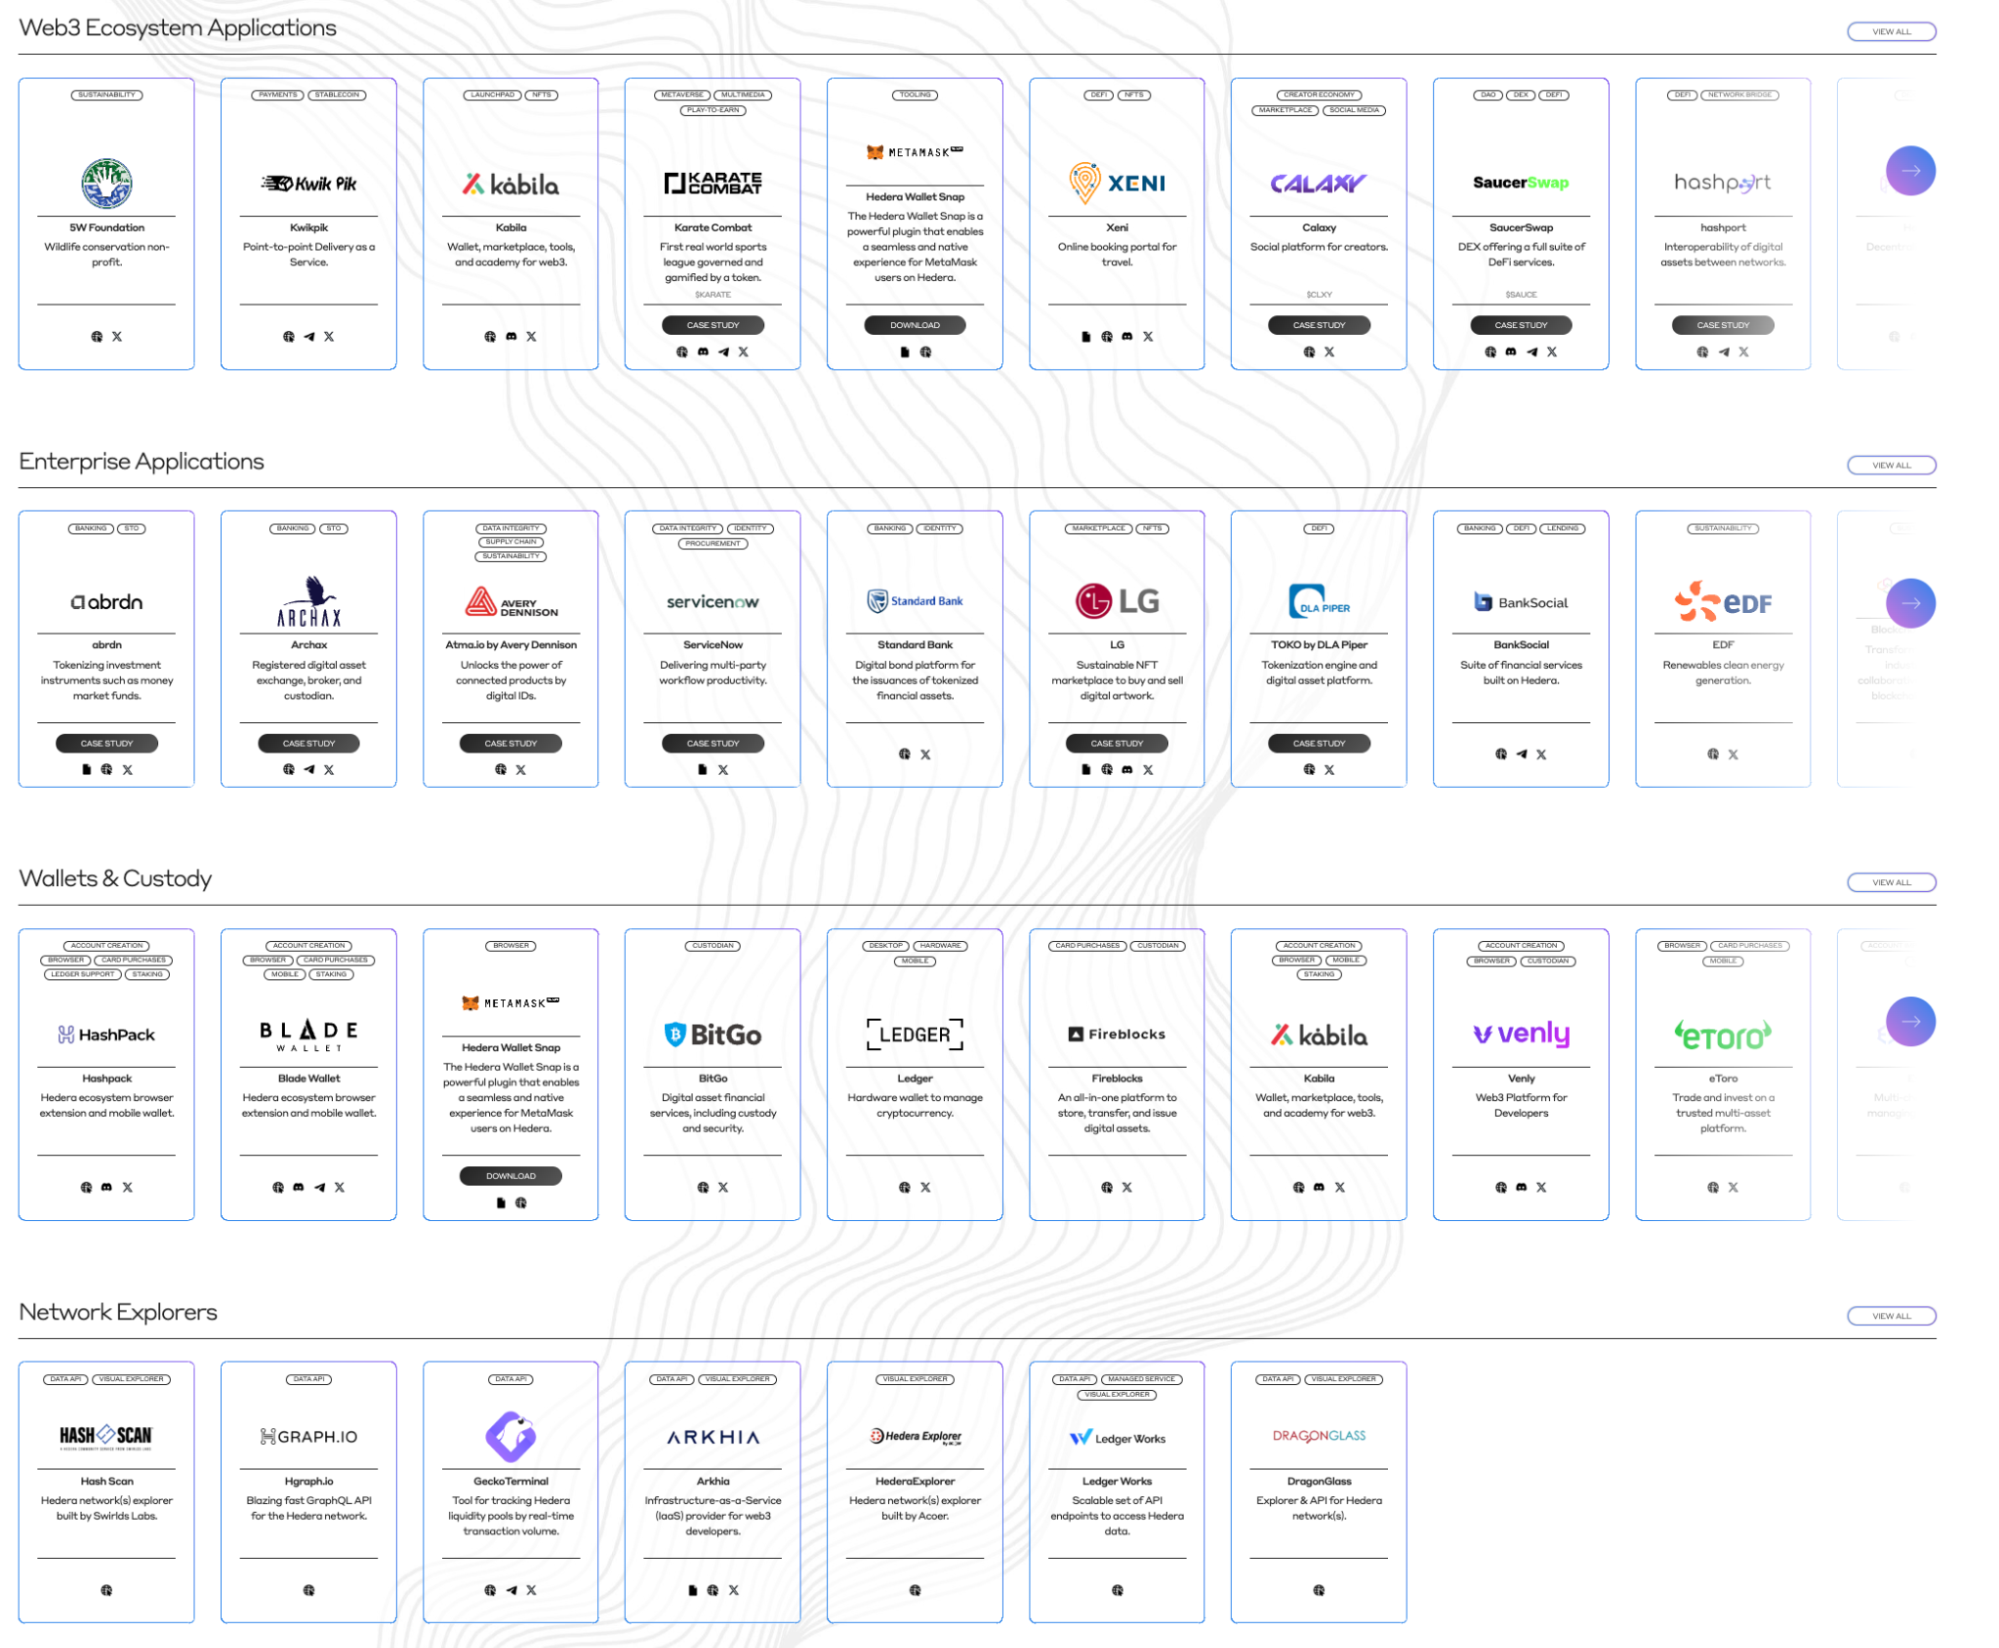 Web3 Ecosystem Applications
VIEW ALL
SUSTAINABILITY
5W Foundation
Wildlife conservation non-
profit.
PAYMENTS STABLECOIN
Kwik Pik
Kwikpik
Point-to-point Delivery as a
Service.
LAUNCHPAD NFTS
kabila
Kabila
Wallet, marketplace, tools,
and academy for web3.
METAVERSE MULTIMEDIA
PLAY-TO-EARN
KARATE
COMBAT
Karate Combat
First real world sports
league governed and
gamified by a token.
$KARATE
CASE STUDY
TOOLING
METAMASK
Hedera Wallet Snap
The Hedera Wallet Snap is a
powerful plugin that enables
a seamless and native
experience for MetaMask
users on Hedera.
DOWNLOAD
DEFI NFTS
XENI
Xeni
Online booking portal for
travel.
CREATOR ECONOMY
MARKETPLACE SOCIAL MEDIA
CALAXY
Calaxy
Social platform for creators.
$CLXY
CASE STUDY
DAO DEX DEFI
SaucerSwap
SaucerSwap
DEX offering a full suite of
DeFi services.
$SAUCE
CASE STUDY
DEFI NETWORK BRIDGE
hashport
hashport
Interoperability of digital
assets between networks.
CASE STUDY
Enterprise Applications
VIEW ALL
BANKING STO
abrdn
abrdn
Tokenizing investment
instruments such as money
market funds.
CASE STUDY
BANKING STO
ARCHAX
Archax
Registered digital asset
exchange, broker, and
custodian.
CASE STUDY
DATA INTEGRITY
SUPPLY CHAIN
SUSTAINABILITY
AVERY
DENNISON
Atma.io by Avery Dennison
Unlocks the power of
connected products by
digital IDs.
CASE STUDY
DATA INTEGRITY IDENTITY
PROCUREMENT
servicenow
ServiceNow
Delivering multi-party
workflow productivity.
CASE STUDY
BANKING IDENTITY
Standard Bank
Standard Bank
Digital bond platform for
the issuances of tokenized
financial assets.
MARKETPLACE NFTS
LG
LG
Sustainable NFT
marketplace to buy and sell
digital artwork.
CASE STUDY
DEFI
DLA PIPER
TOKO by DLA Piper
Tokenization engine and
digital asset platform.
CASE STUDY
BANKING DEFI LENDING
BankSocial
BankSocial
Suite of financial services
built on Hedera.
SUSTAINABILITY
eDF
EDF
Renewables clean energy
generation.
Wallets & Custody
VIEW ALL
ACCOUNT CREATION
BROWSER CARD PURCHASES
LEDGER SUPPORT STAKING
HashPack
Hashpack
Hedera ecosystem browser
extension and mobile wallet.
ACCOUNT CREATION
BROWSER CARD PURCHASES
MOBILE STAKING
BLADE
WALLET
Blade Wallet
Hedera ecosystem browser
extension and mobile wallet.
BROWSER
METAMASK
Hedera Wallet Snap
The Hedera Wallet Snap is a
powerful plugin that enables
a seamless and native
experience for MetaMask
users on Hedera.
DOWNLOAD
CUSTODIAN
BitGo
BitGo
Digital asset financial
services, including custody
and security.
DESKTOP HARDWARE
MOBILE
LEDGER
Ledger
Hardware wallet to manage
cryptocurrency.
CARD PURCHASES CUSTODIAN
Fireblocks
Fireblocks
An all-in-one platform to
store, transfer, and issue
digital assets.
ACCOUNT CREATION
BROWSER MOBILE
STAKING
kabila
Kabila
Wallet, marketplace, tools,
and academy for web3.
ACCOUNT CREATION
BROWSER CUSTODIAN
venly
Venly
Web3 Platform for
Developers
BROWSER CARD PURCHASES
MOBILE
eToro
eToro
Trade and invest on a
trusted multi-asset
platform.
Network Explorers
VIEW ALL
DATA API VISUAL EXPLORER
HASH SCAN
Hash Scan
Hedera network(s) explorer
built by Swirlds Labs.
DATA API
HGRAPH.IO
Hgraph.io
Blazing fast GraphQL API
for the Hedera network.
DATA API
GeckoTerminal
Tool for tracking Hedera
liquidity pools by real-time
transaction volume.
DATA API VISUAL EXPLORER
ARKHIA
Arkhia
Infrastructure-as-a-Service
(IaaS) provider for web3
developers.
VISUAL EXPLORER
Hedera Explorer
HederaExplorer
Hedera network(s) explorer
built by Acoer.
DATA API MANAGED SERVICE
VISUAL EXPLORER
Ledger Works
Ledger Works
Scalable set of API
endpoints to access Hedera
data.
DATA API VISUAL EXPLORER
DRAGONGLASS
DragonGlass
Explorer & API for Hedera
network(s).